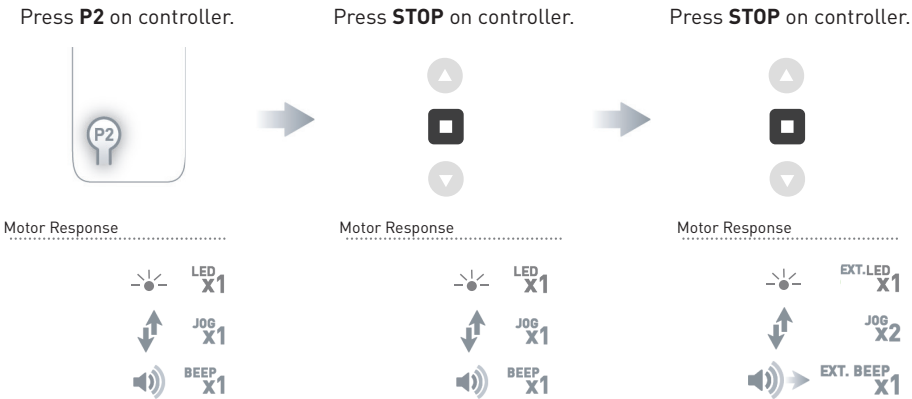 Press P2 on controller.
Press STOP on controller.
Press STOP on controller.
P2
Motor Response
Motor Response
Motor Response
LED x1
LED x1
EXT.LED x1
JOG x1
JOG x1
JOG x2
BEEP x1
BEEP x1
EXT. BEEP x1